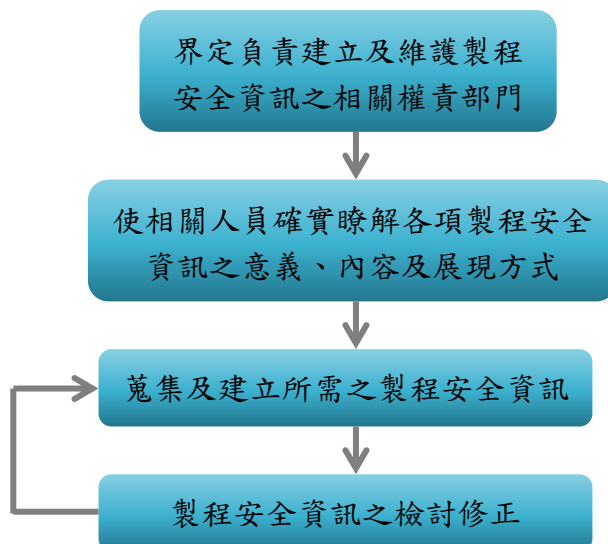 界定負責建立及維護製程
安全資訊之相關權責部門
使相關人員確實瞭解各項製程安全
資訊之意義、內容及展現方式
蒐集及建立所需之製程安全資訊
製程安全資訊之檢討修正